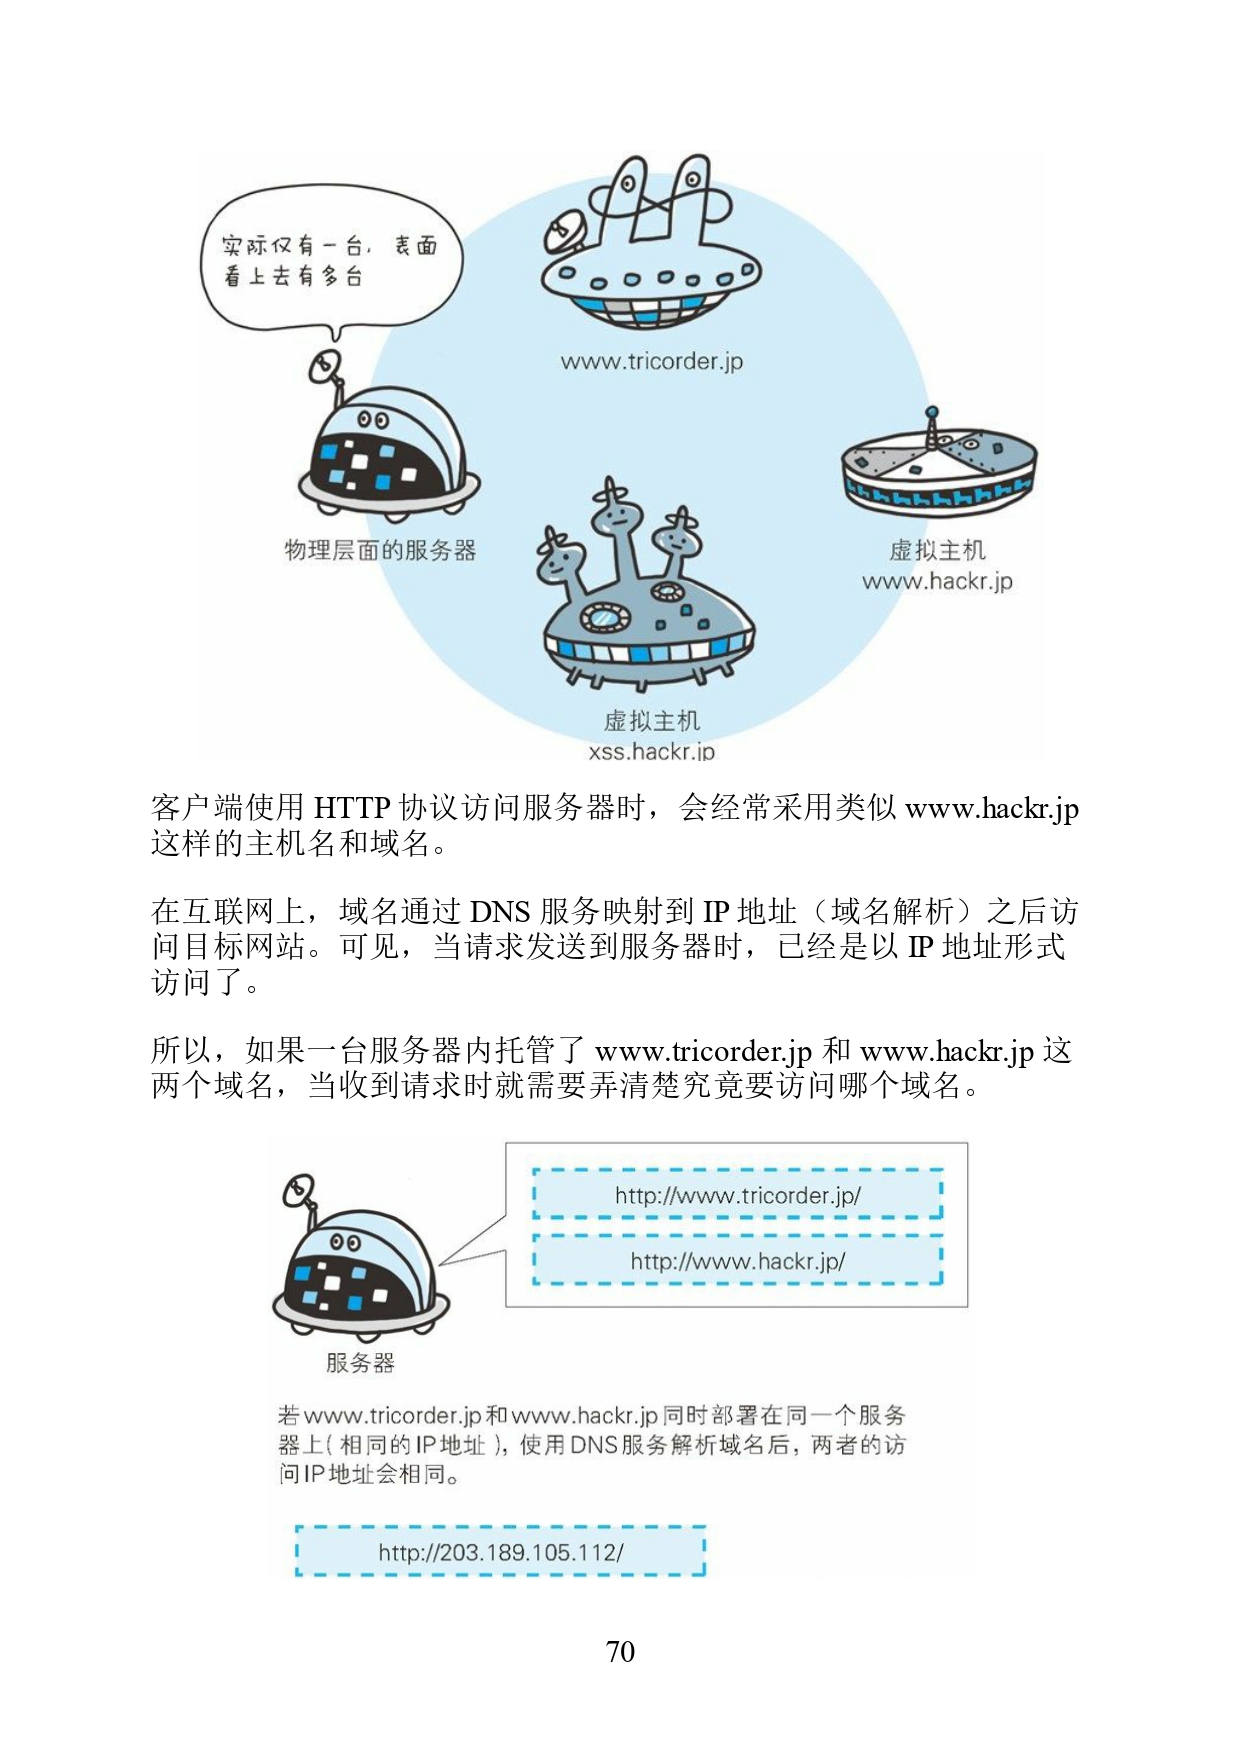 实际仅有一台，表面
看上去有多台
www.tricorder.jp
物理层面的服务器
虚拟主机
www.hackr.jp
虚拟主机
xss.hackr.jp
客户端使用 HTTP 协议访问服务器时，会经常采用类似 www.hackr.jp
这样的主机名和域名。
在互联网上，域名通过 DNS 服务映射到 IP 地址（域名解析）之后访
问目标网站。可见，当请求发送到服务器时，已经是以 IP 地址形式
访问了。
所以，如果一台服务器内托管了 www.tricorder.jp 和 www.hackr.jp 这
两个域名，当收到请求时就需要弄清楚究竟要访问哪个域名。
http://www.tricorder.jp/
http://www.hackr.jp/
服务器
若www.tricorder.jp和www.hackr.jp同时部署在同一个服务
器上（相同的IP地址），使用DNS服务解析域名后，两者的访
问IP地址会相同。
http://203.189.105.112/
70